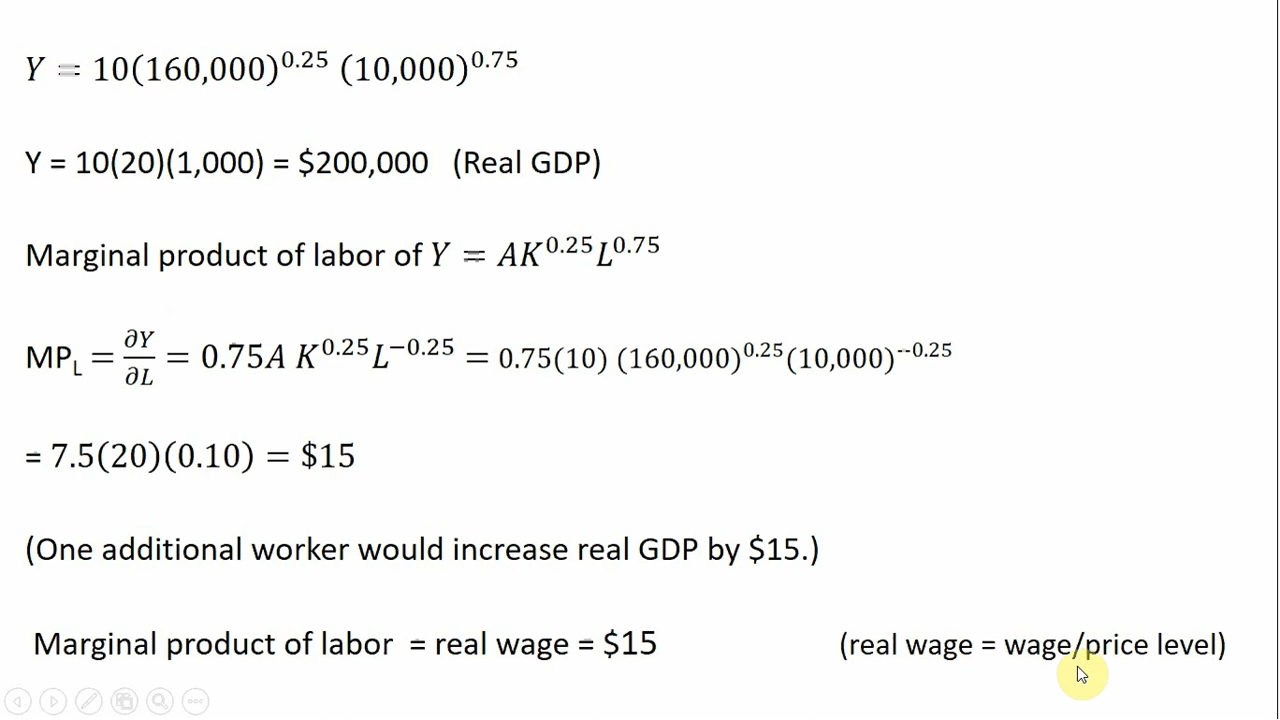 Y = 10(160,000)^0.25 (10,000)^0.75
Y = 10(20)(1,000) = $200,000 (Real GDP)
Marginal product of labor of Y = AK^0.25 L^0.75
MP_L = ∂Y/∂L = 0.75A K^0.25 L^−0.25 = 0.75(10) (160,000)^0.25 (10,000)^−-0.25
= 7.5(20)(0.10) = $15
(One additional worker would increase real GDP by $15.)
Marginal product of labor = real wage = $15 (real wage = wage/price level)